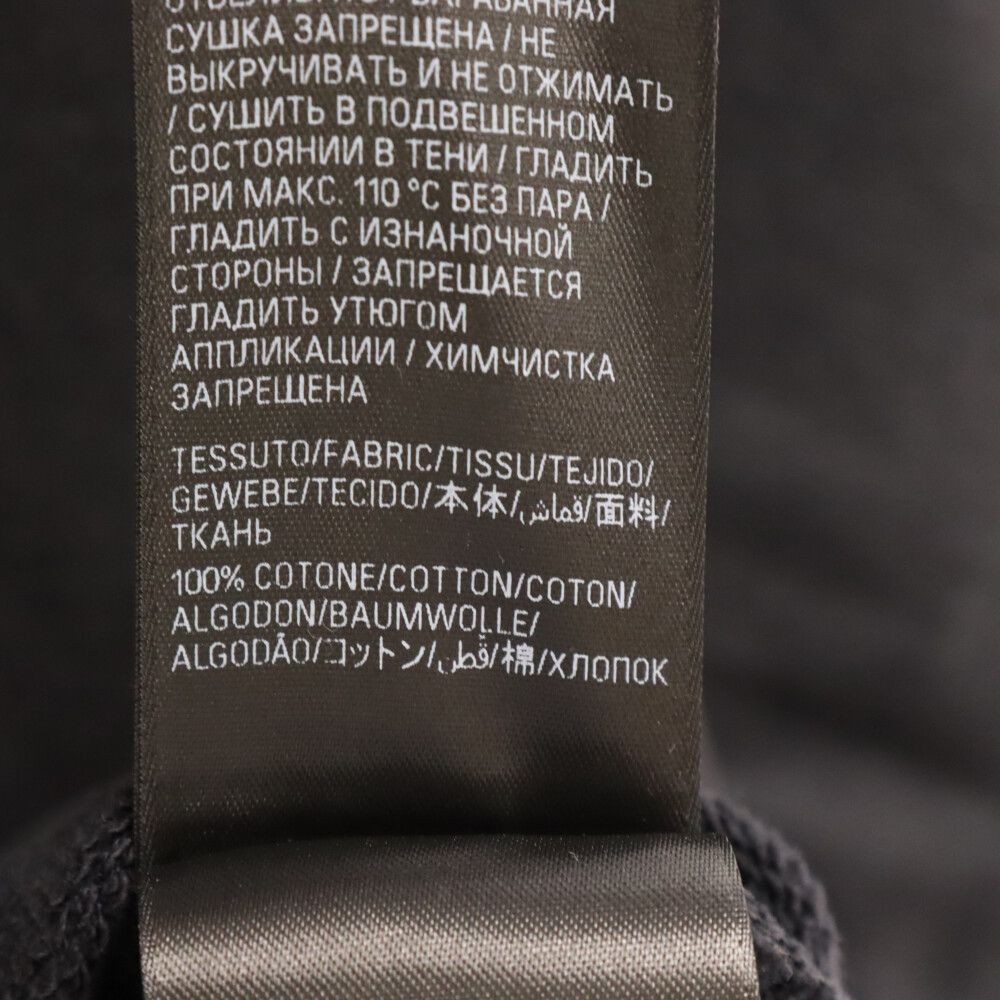 ОТБЕЛИВАТЬ БАРАБАННАЯ
СУШКА ЗАПРЕЩЕНА / НЕ
ВЫКРУЧИВАТЬ И НЕ ОТЖИМАТЬ
/ СУШИТЬ В ПОДВЕШЕННОМ
СОСТОЯНИИ В ТЕНИ / ГЛАДИТЬ
ПРИ МАКС. 110 °C БЕЗ ПАРА /
ГЛАДИТЬ С ИЗНАНОЧНОЙ
СТОРОНЫ / ЗАПРЕЩАЕТСЯ
ГЛАДИТЬ УТЮГОМ
АППЛИКАЦИИ / ХИМЧИСТКА
ЗАПРЕЩЕНА
TESSUTO/FABRIC/TISSU/TEJIDO/
GEWEBE/TECIDO/本体/قماش/面料/
ТКАНЬ
100% COTONE/COTTON/COTON/
ALGODON/BAUMWOLLE/
ALGODÃO/コットン/قطن/棉/ХЛОПОК